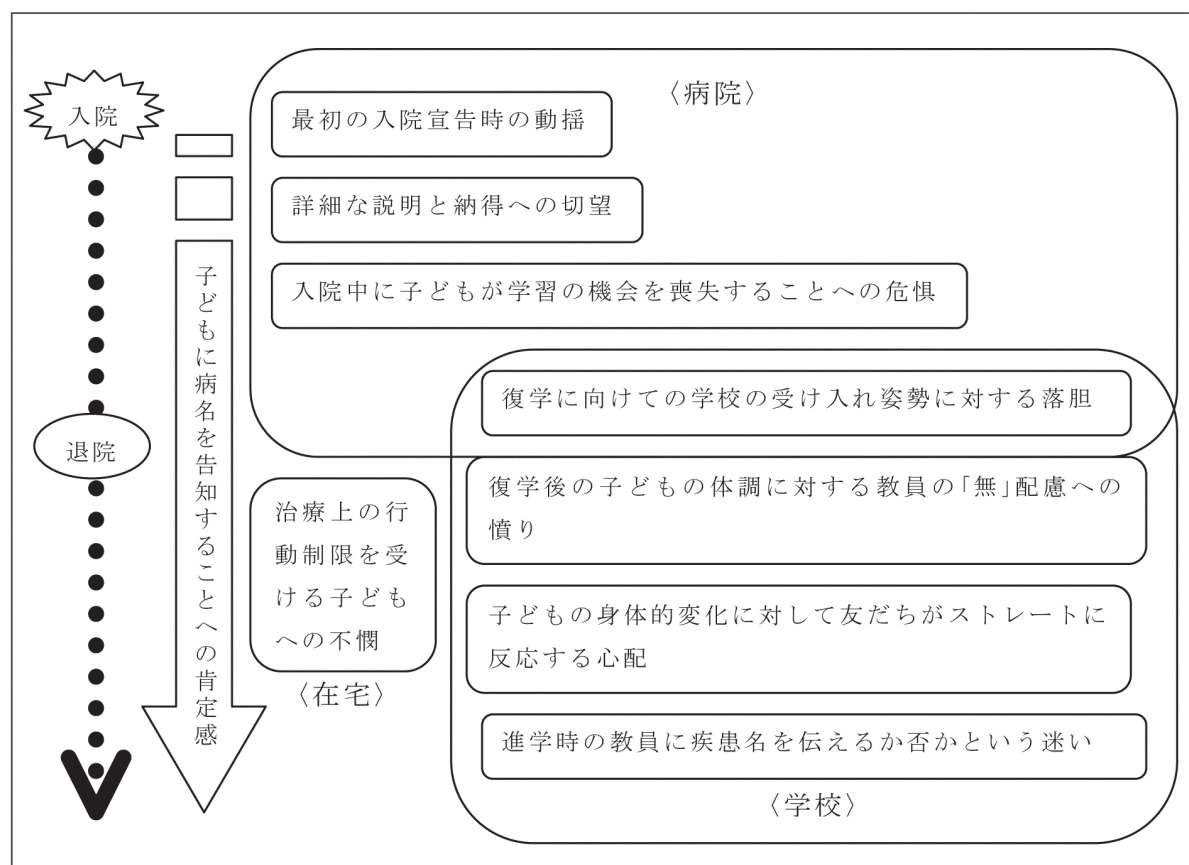 入院
〈病院〉
最初の入院宣告時の動揺
詳細な説明と納得への切望
入院中に子どもが学習の機会を喪失することへの危惧
子どもに病名を告知することへの肯定感
復学に向けての学校の受け入れ姿勢に対する落胆
退院
復学後の子どもの体調に対する教員の「無」配慮への
憤り
治療上の行
動制限を受
ける子ども
への不憫
〈在宅〉
子どもの身体的変化に対して友だちがストレートに
反応する心配
進学時の教員に疾患名を伝えるか否かという迷い
〈学校〉